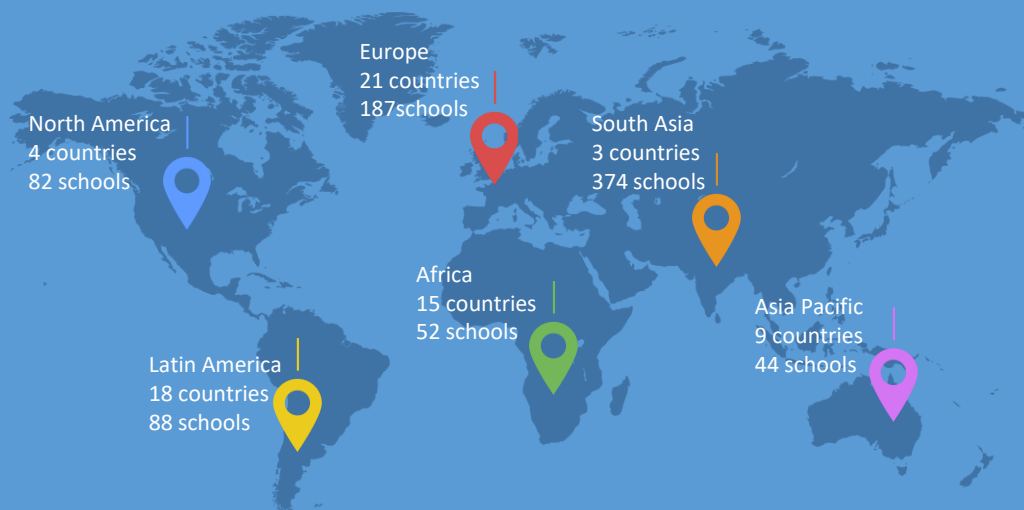 Europe
21 countries
187schools
North America
4 countries
82 schools
South Asia
3 countries
374 schools
Africa
15 countries
52 schools
Asia Pacific
9 countries
44 schools
Latin America
18 countries
88 schools